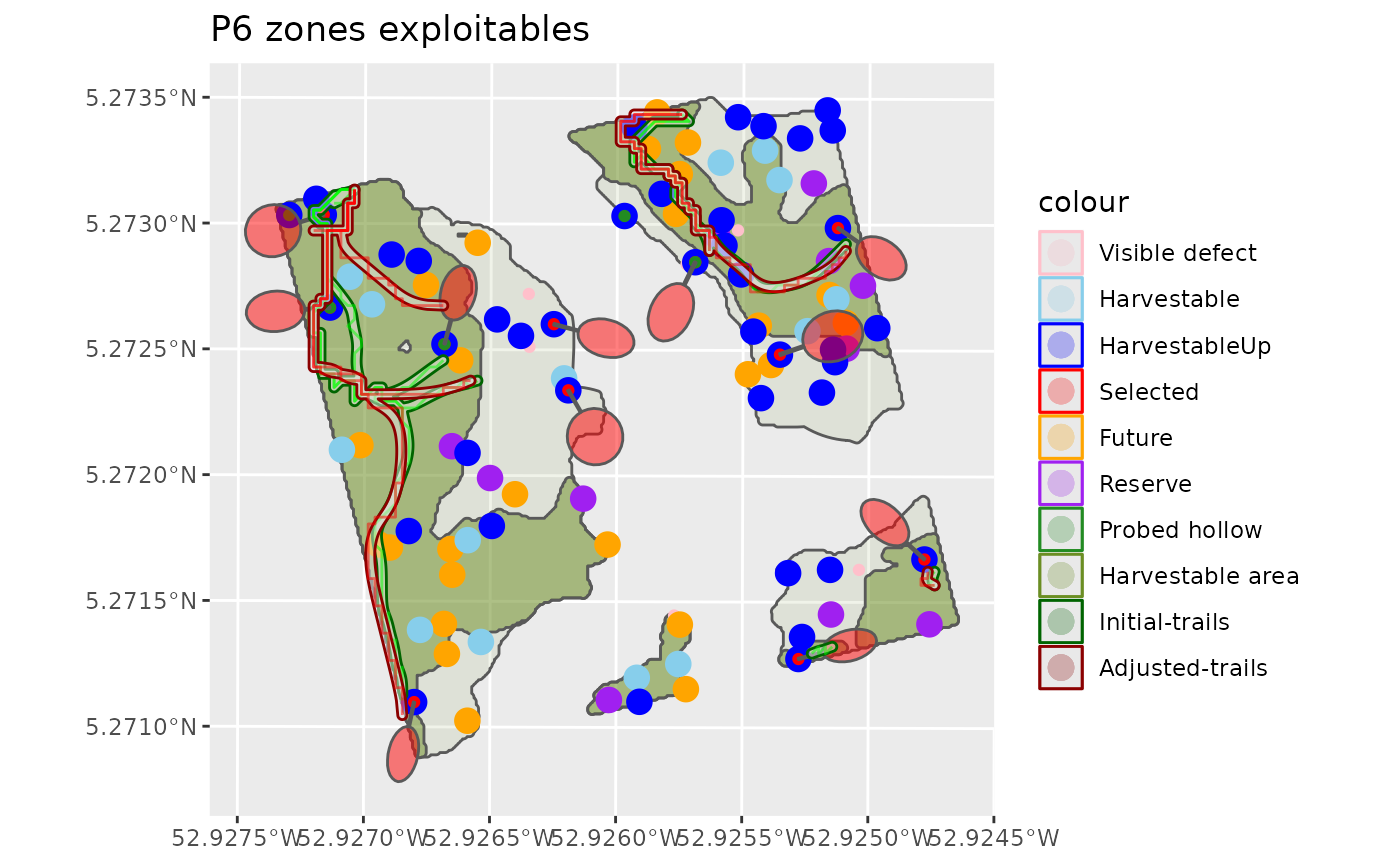 P6 zones exploitables
5.2735°N
5.2730°N
5.2725°N
5.2720°N
5.2715°N
5.2710°N
52.9275°W 52.9270°W 52.9265°W 52.9260°W 52.9255°W 52.9250°W 52.9245°W
colour
Visible defect
Harvestable
HarvestableUp
Selected
Future
Reserve
Probed hollow
Harvestable area
Initial-trails
Adjusted-trails